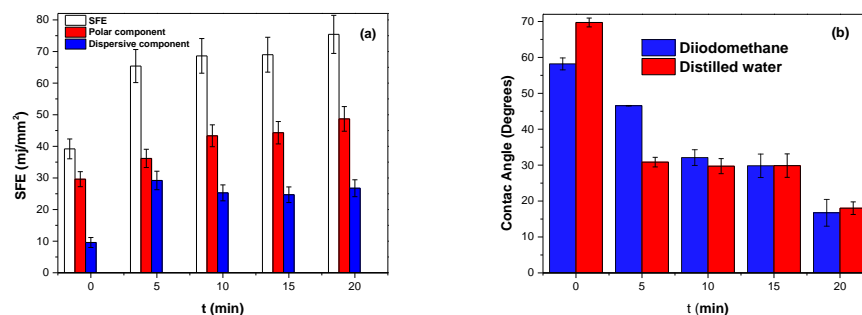 80
70
60
50
40
30
20
10
0
SFE (mj/mm²)
SFE
Polar component
Dispersive component
(a)
0 5 10 15 20
t (min)
70
60
50
40
30
20
10
0
Contac Angle (Degrees)
(b)
Diiodomethane
Distilled water
0 5 10 15 20
t (min)